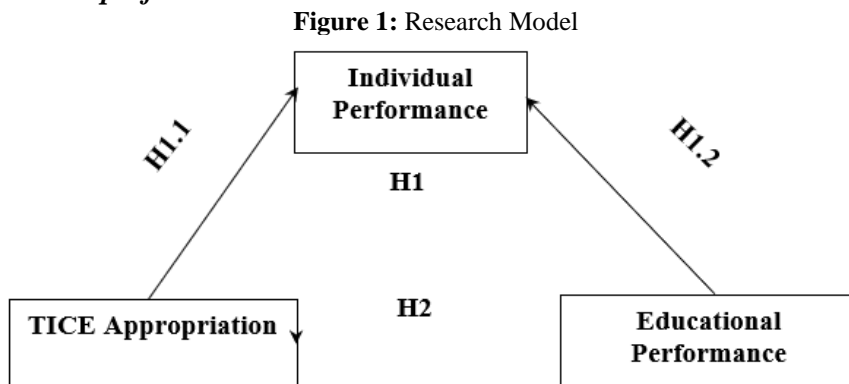 Figure 1: Research Model
Individual
Performance
H1.1
H1.2
H1
H2
TICE Appropriation
Educational
Performance